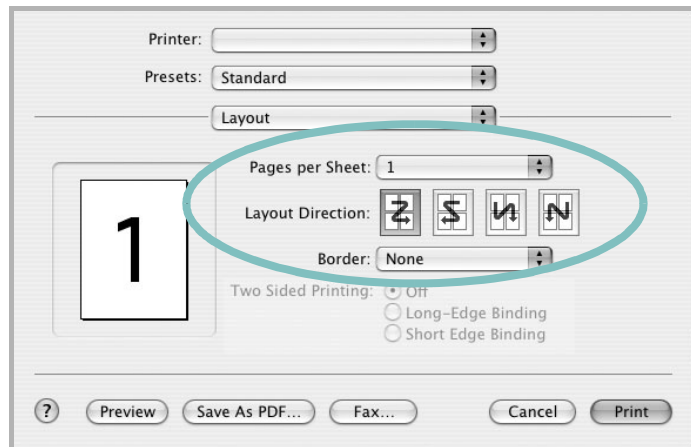 Printer:
Presets: Standard
Layout
Pages per Sheet: 1
1
Layout Direction:
Border: None
Two Sided Printing: Off
Long-Edge Binding
Short Edge Binding
? Preview Save As PDF... Fax... Cancel Print